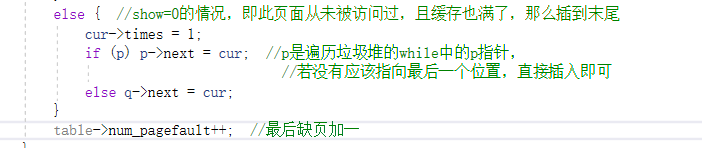 else {  //show=0的情况，即此页面从未被访问过，且缓存也满了，那么插到末尾
cur->times = 1;
if (p) p->next = cur;  //p是遍历垃圾堆的while中的p指针，
//若没有应该指向最后一个位置，直接插入即可
else q->next = cur;
}
table->num_pagefault++;  //最后缺页加一
}